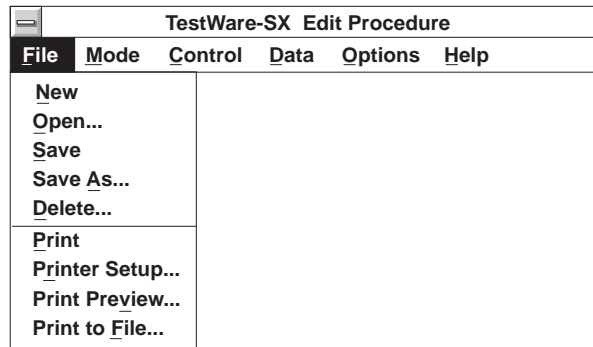 TestWare-SX Edit Procedure
File Mode Control Data Options Help
New
Open...
Save
Save As...
Delete...
Print
Printer Setup...
Print Preview...
Print to File...